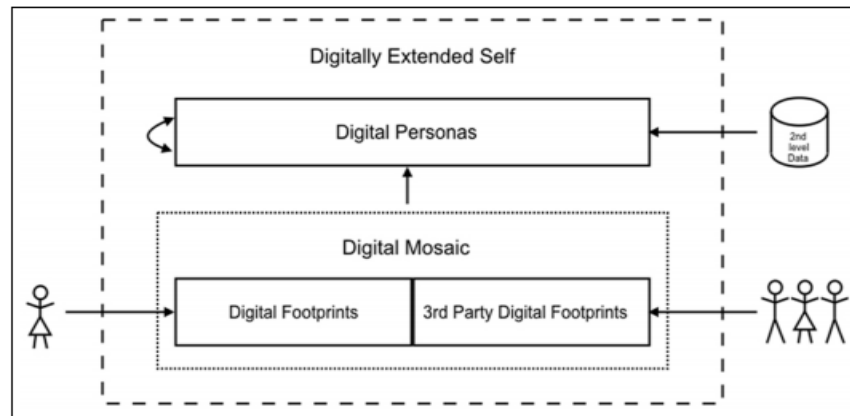 Digitally Extended Self
Digital Personas
2nd
level
Data
Digital Mosaic
Digital Footprints
3rd Party Digital Footprints